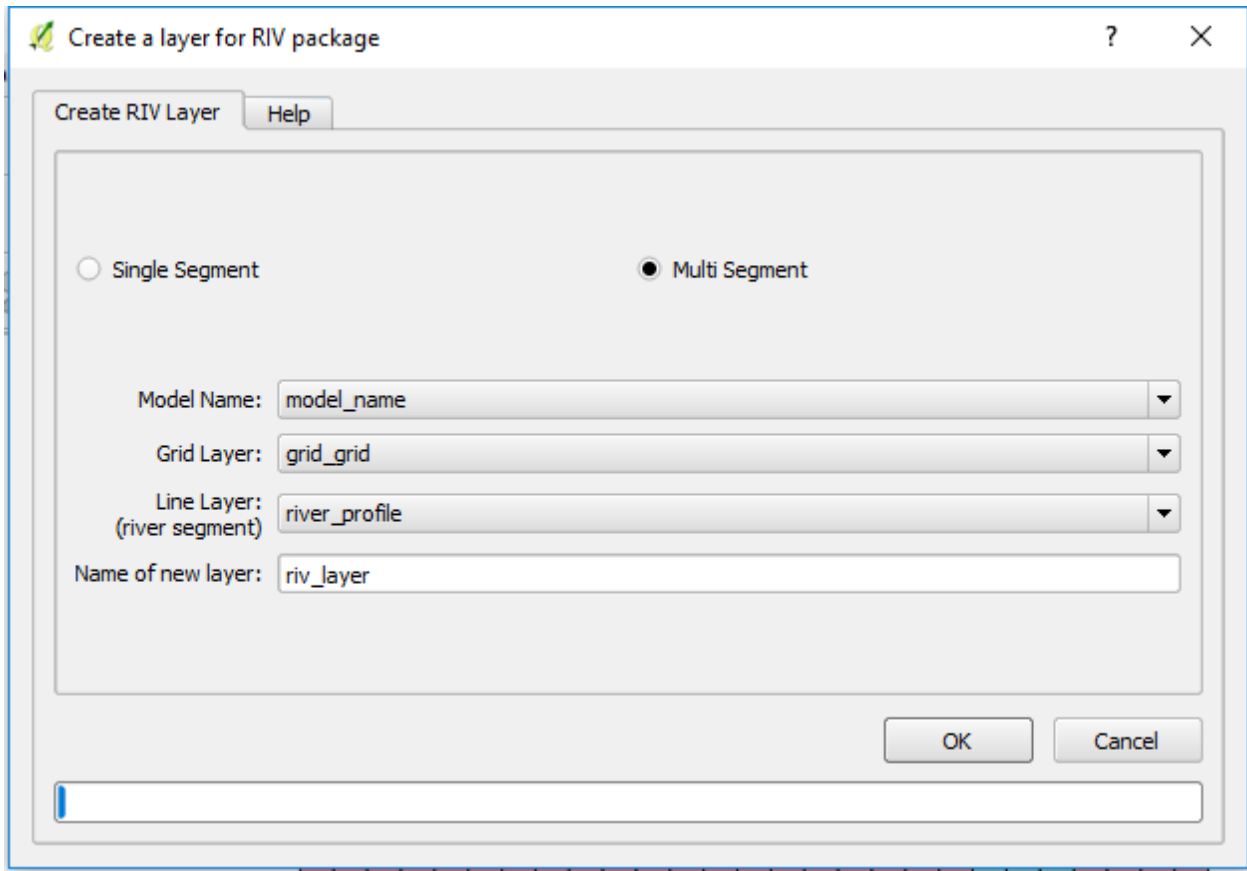 Create a layer for RIV package
?
Create RIV Layer
Help
Single Segment
Multi Segment
Model Name:
model_name
Grid Layer:
grid_grid
Line Layer:
(river segment)
river_profile
Name of new layer:
riv_layer
OK
Cancel